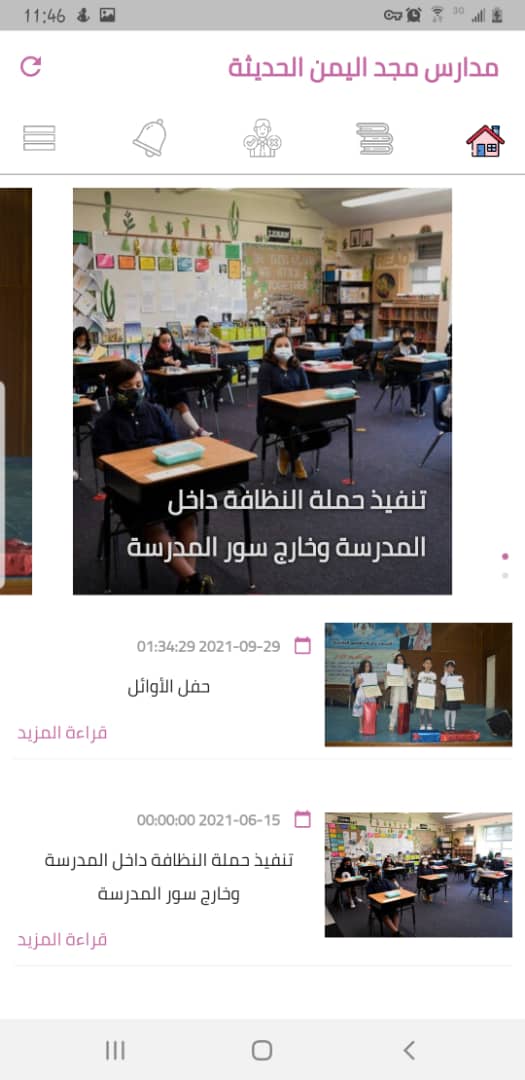 11:46
3G
مدارس مجد اليمن الحديثة
تنفيذ حملة النظافة داخل
المدرسة وخارج سور المدرسة
2021-09-29 01:34:29
حفل الأوائل
قراءة المزيد
2021-06-15 00:00:00
تنفيذ حملة النظافة داخل المدرسة
وخارج سور المدرسة
قراءة المزيد